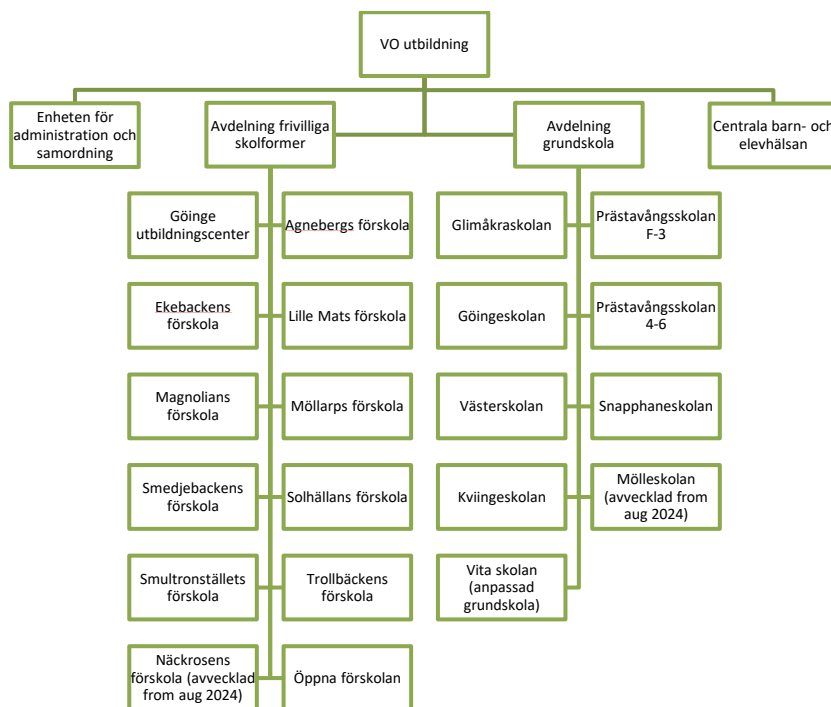 VO utbildning
Enheten för
administration och
samordning
Avdelning frivilliga
skolformer
Avdelning
grundskola
Centrala barn- och
elevhälsan
Göinge
utbildningscenter
Agnebergs förskola
Glimåkraskolan
Prästavångsskolan
F-3
Ekebackens
förskola
Lille Mats förskola
Göingeskolan
Prästavångsskolan
4-6
Magnolians
förskola
Möllarps förskola
Västerskolan
Snapphaneskolan
Smedjebackens
förskola
Solhällans förskola
Kviingeskolan
Mölleskolan
(avvecklad from
aug 2024)
Smultronställets
förskola
Trollbäckens
förskola
Vita skolan
(anpassad
grundskola)
Näckrosens
förskola (avvecklad
from aug 2024)
Öppna förskolan